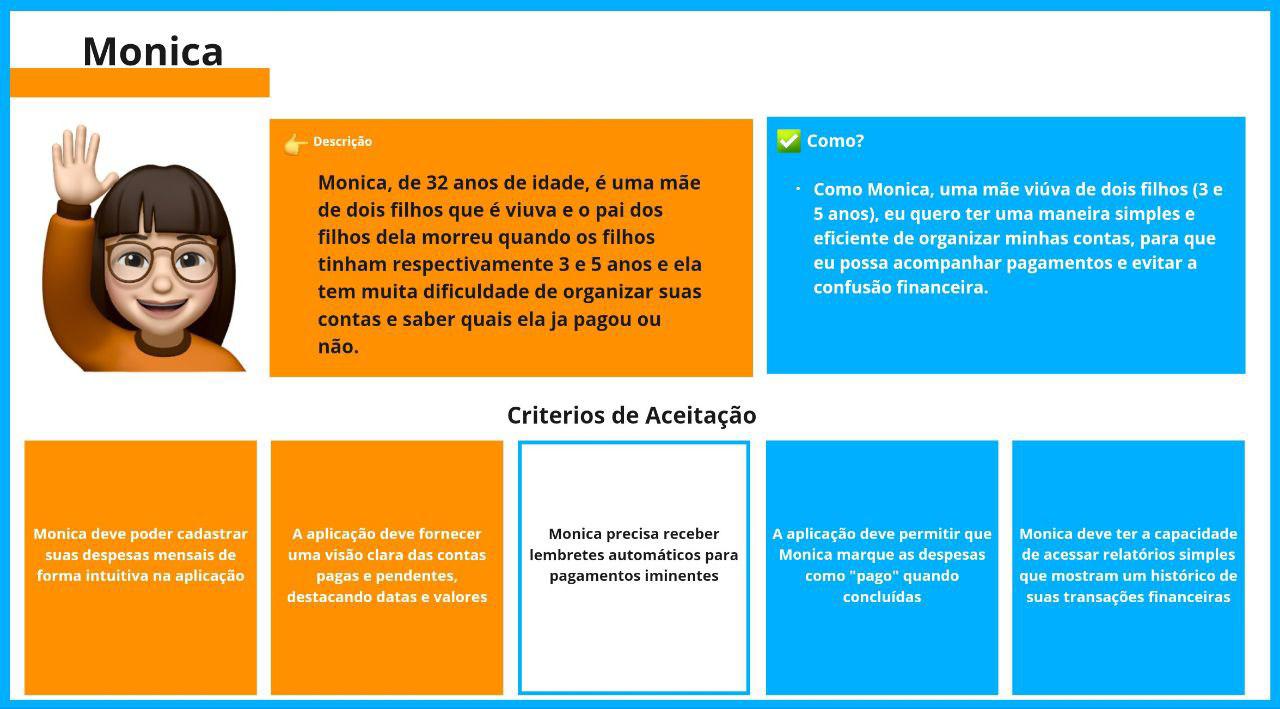 Monica
Descrição
Monica, de 32 anos de idade, é uma mãe
de dois filhos que é viuva e o pai dos
filhos dela morreu quando os filhos
tinham respectivamente 3 e 5 anos e ela
tem muita dificuldade de organizar suas
contas e saber quais ela ja pagou ou
não.
Como?
· Como Monica, uma mãe viúva de dois filhos (3 e
5 anos), eu quero ter uma maneira simples e
eficiente de organizar minhas contas, para que
eu possa acompanhar pagamentos e evitar a
confusão financeira.
Criterios de Aceitação
Monica deve poder cadastrar
suas despesas mensais de
forma intuitiva na aplicação
A aplicação deve fornecer
uma visão clara das contas
pagas e pendentes,
destacando datas e valores
Monica precisa receber
lembretes automáticos para
pagamentos iminentes
A aplicação deve permitir que
Monica marque as despesas
como "pago" quando
concluídas
Monica deve ter a capacidade
de acessar relatórios simples
que mostram um histórico de
suas transações financeiras